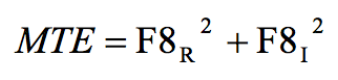 MTE = F8_R^2 + F8_I^2